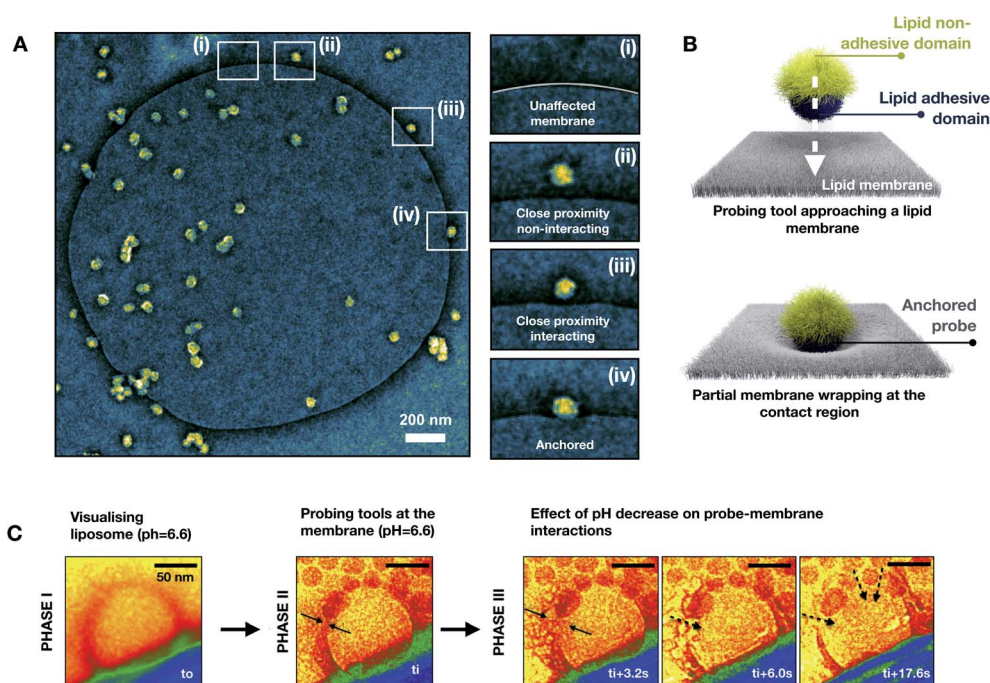 A
(i)
(ii)
(iii)
(iv)
200 nm
(i)
Unaffected
membrane
(ii)
Close proximity
non-interacting
(iii)
Close proximity
interacting
(iv)
Anchored
B
Lipid non-
adhesive domain
Lipid adhesive
domain
Lipid membrane
Probing tool approaching a lipid
membrane
Anchored
probe
Partial membrane wrapping at the
contact region
C
Visualising
liposome (ph=6.6)
PHASE I
50 nm
to
Probing tools at the
membrane (pH=6.6)
PHASE II
ti
Effect of pH decrease on probe-membrane
interactions
PHASE III
ti+3.2s
ti+6.0s
ti+17.6s